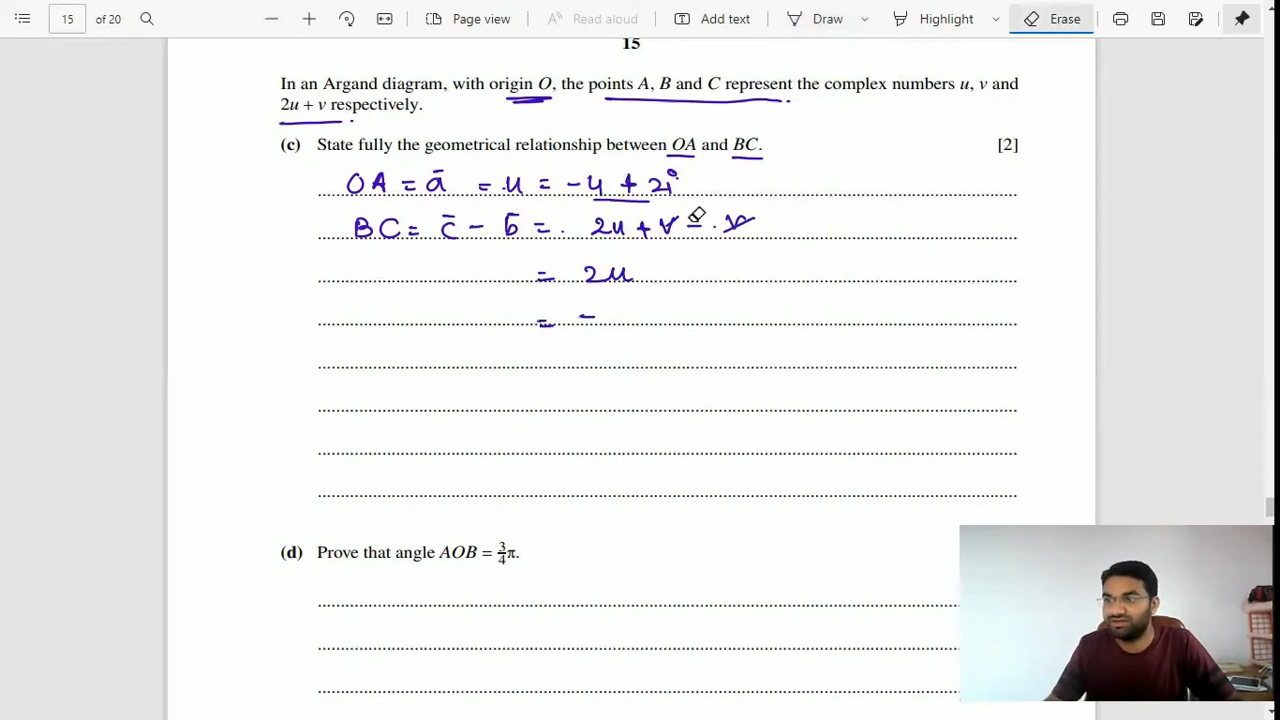 15 of 20 Page view Read aloud Add text Draw Highlight Erase
15
In an Argand diagram, with origin O, the points A, B and C represent the complex numbers u, v and
2u + v respectively.
(c) State fully the geometrical relationship between OA and BC. [2]
OA = ā = u = -4 + 2i
BC = c̄ - b̄ = 2u + v - v
= 2u
= -
(d) Prove that angle AOB = 3/4π.